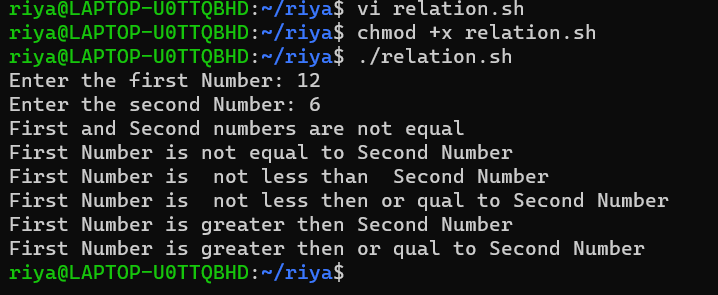 riya@LAPTOP-U0TTQBHD:~/riya$ vi relation.sh
riya@LAPTOP-U0TTQBHD:~/riya$ chmod +x relation.sh
riya@LAPTOP-U0TTQBHD:~/riya$ ./relation.sh
Enter the first Number: 12
Enter the second Number: 6
First and Second numbers are not equal
First Number is not equal to Second Number
First Number is  not less than  Second Number
First Number is  not less then or qual to Second Number
First Number is greater then Second Number
First Number is greater then or qual to Second Number
riya@LAPTOP-U0TTQBHD:~/riya$